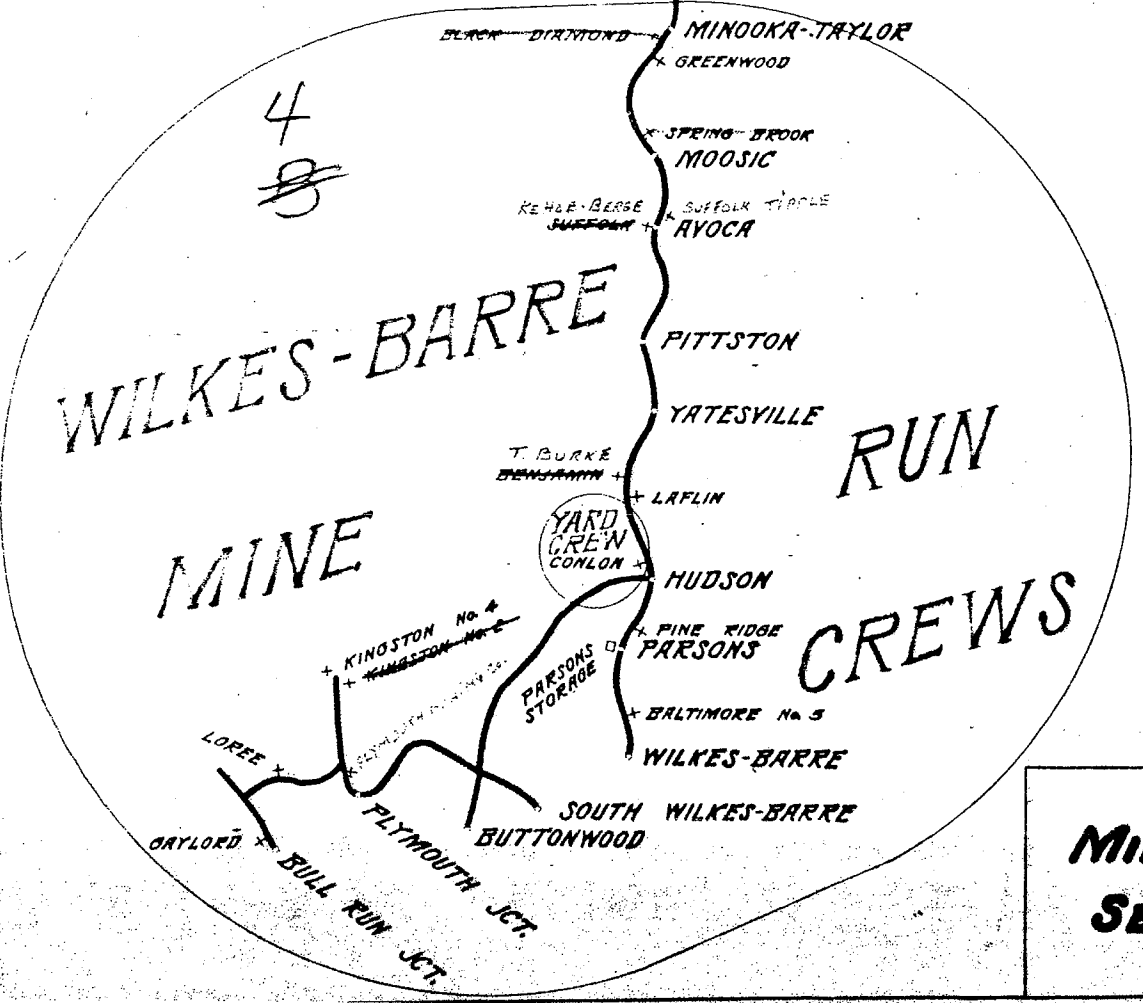 BLACK DIAMOND
MINOOKA-TAYLOR
GREENWOOD
4
B
SPRING BROOK
MOOSIC
KEHOE-BERGE
SUFFOLK TIPPLE
SUFFOLK
AVOCA
WILKES-BARRE
PITTSTON
YATESVILLE
RUN
T. BURKE
BENJAMIN
LAFLIN
MINE
YARD
CREW
CONLON
HUDSON
CREWS
KINGSTON No. 4
KINGSTON No. 2
PINE RIDGE
PARSONS
PARSONS
STORAGE
BALTIMORE No 5
LOREE
WILKES-BARRE
SOUTH WILKES-BARRE
GAYLORD
PLYMOUTH JCT.
BUTTONWOOD
BULL RUN JCT.